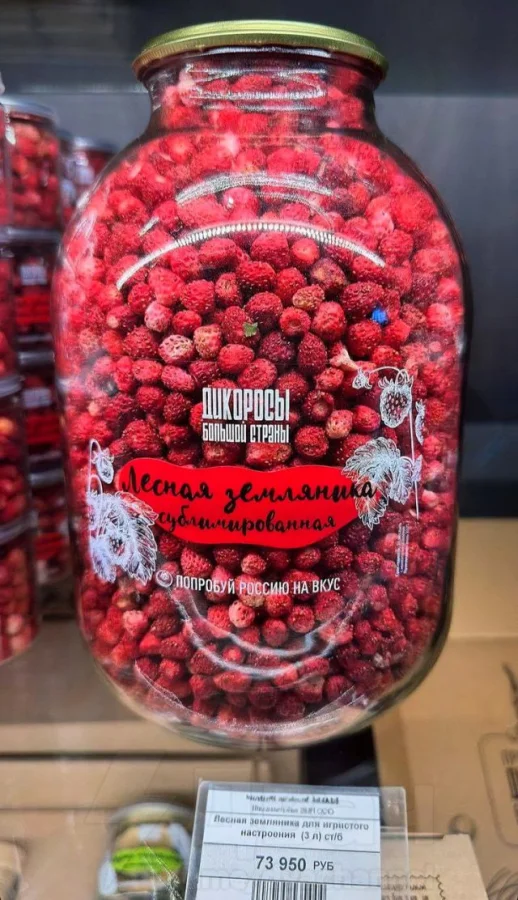 ДИКОРОСЫ
БОЛЬШОЙ СТРАНЫ
Лесная земляника
сублимированная
ПОПРОБУЙ РОССИЮ НА ВКУС
Лесная земляника для игристого
настроения (3 л) ст/б
73 950 РУБ